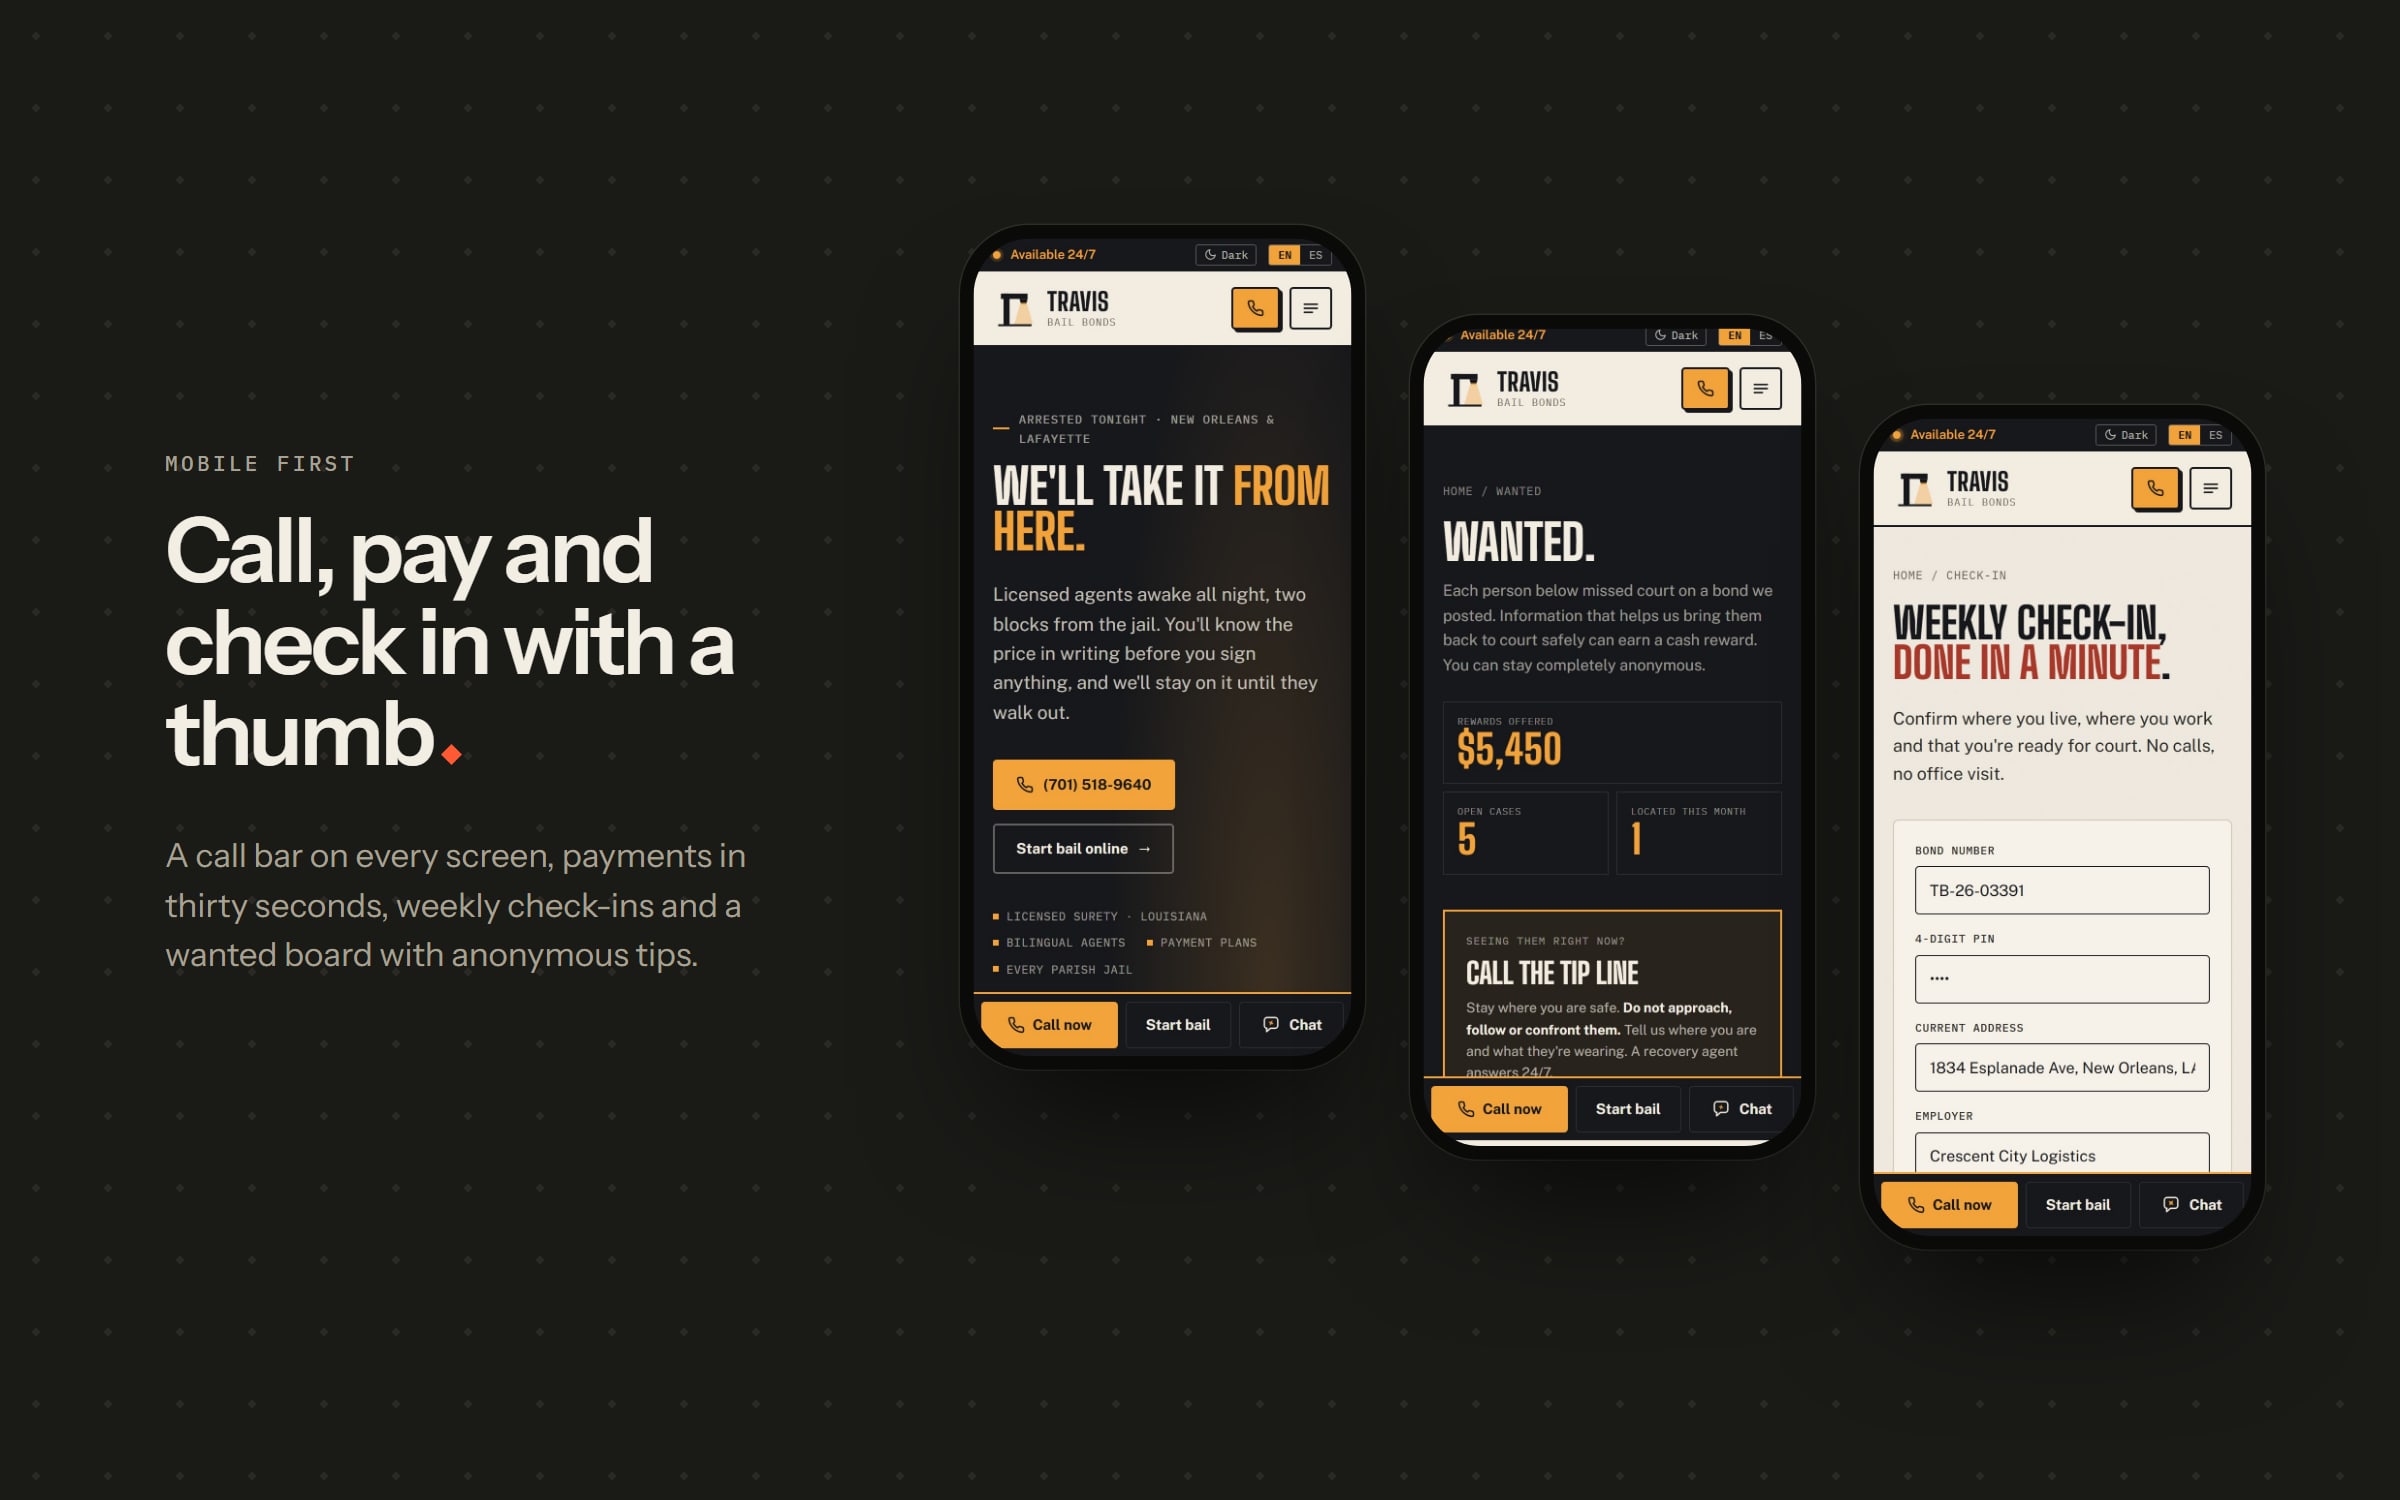 MOBILE FIRST
Call, pay and
check in with a
thumb
A call bar on every screen, payments in
thirty seconds, weekly check-ins and a
wanted board with anonymous tips.
Available 24/7
Dark
EN ES
TRAVIS
BAIL BONDS
ARRESTED TONIGHT · NEW ORLEANS &
LAFAYETTE
WE'LL TAKE IT FROM
HERE.
Licensed agents awake all night, two
blocks from the jail. You'll know the
price in writing before you sign
anything, and we'll stay on it until they
walk out.
(701) 518-9640
Start bail online →
LICENSED SURETY · LOUISIANA
BILINGUAL AGENTS PAYMENT PLANS
EVERY PARISH JAIL
Call now Start bail Chat
Available 24/7
Dark
EN ES
TRAVIS
BAIL BONDS
HOME / WANTED
WANTED.
Each person below missed court on a bond we
posted. Information that helps us bring them
back to court safely can earn a cash reward.
You can stay completely anonymous.
REWARDS OFFERED
$5,450
OPEN CASES
5
LOCATED THIS MONTH
1
SEEING THEM RIGHT NOW?
CALL THE TIP LINE
Stay where you are safe. Do not approach,
follow or confront them. Tell us where you are
and what they're wearing. A recovery agent
answers 24/7.
Call now Start bail Chat
Available 24/7
Dark
EN ES
TRAVIS
BAIL BONDS
HOME / CHECK-IN
WEEKLY CHECK-IN,
DONE IN A MINUTE.
Confirm where you live, where you work
and that you're ready for court. No calls,
no office visit.
BOND NUMBER
TB-26-03391
4-DIGIT PIN
••••
CURRENT ADDRESS
1834 Esplanade Ave, New Orleans, LA
EMPLOYER
Crescent City Logistics
Call now Start bail Chat